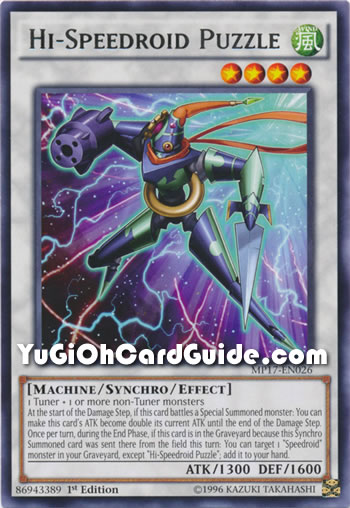 HI-SPEEDROID PUZZLE
WIND
風
YuGiOhCardGuide.com
MP17-EN026
[MACHINE/SYNCHRO/EFFECT]
1 Tuner + 1 or more non-Tuner monsters
At the start of the Damage Step, if this card battles a Special Summoned monster: You can
make this card's ATK become double its current ATK until the end of the Damage Step.
Once per turn, during the End Phase, if this card is in the Graveyard because this Synchro
Summoned card was sent there from the field this turn: You can target 1 "Speedroid"
monster in your Graveyard, except "Hi-Speedroid Puzzle"; add it to your hand.
ATK/1300 DEF/1600
86943389 1st Edition ©1996 KAZUKI TAKAHASHI